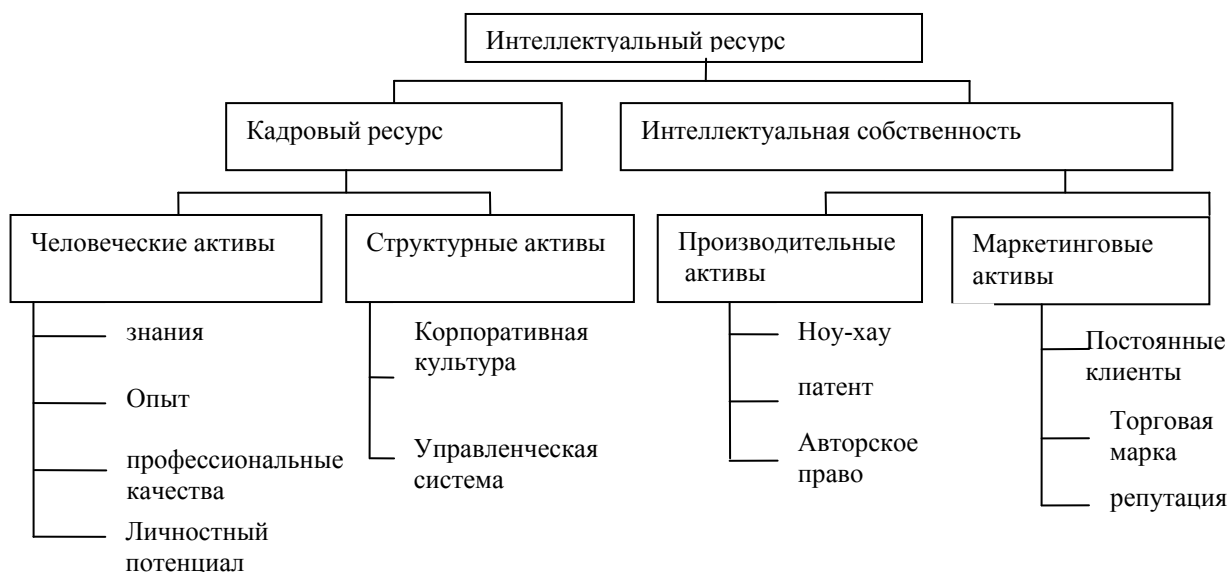 Интеллектуальный ресурс
Кадровый ресурс
Интеллектуальная собственность
Человеческие активы
Структурные активы
Производительные
активы
Маркетинговые
активы
знания
Опыт
профессиональные
качества
Личностный
потенциал
Корпоративная
культура
Управленческая
система
Ноу-хау
патент
Авторское
право
Постоянные
клиенты
Торговая
марка
репутация